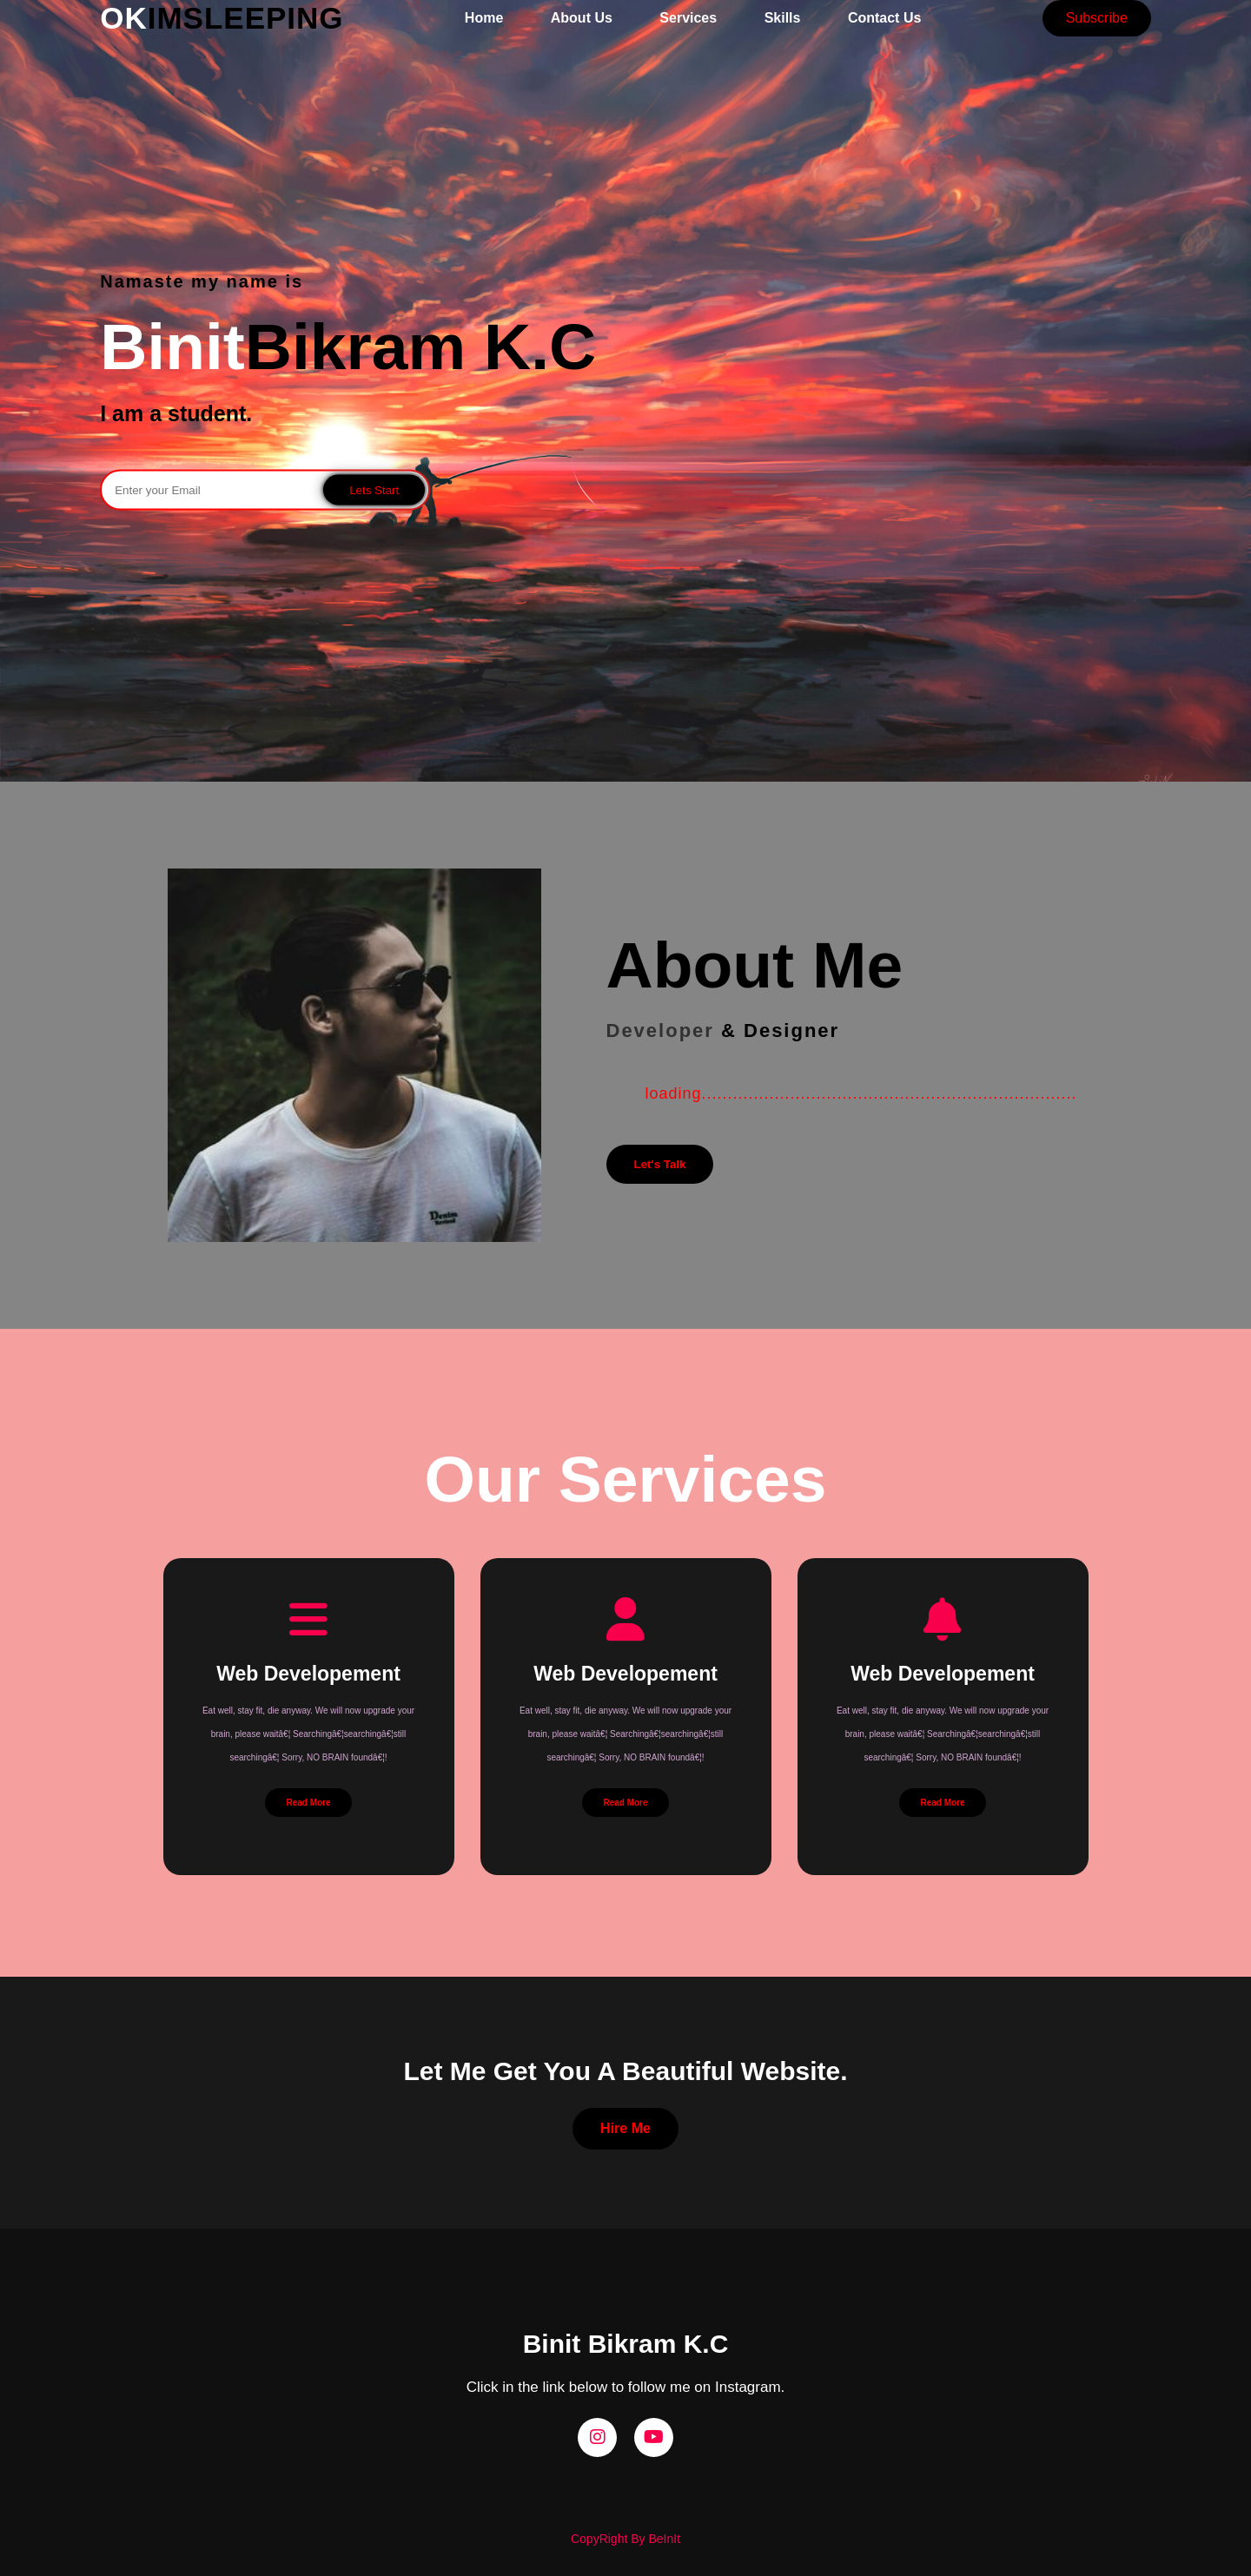 OKIMSLEEPING Home About Us Services Skills Contact Us Subscribe
Namaste my name is
BinitBikram K.C
I am a student.
Enter your Email Lets Start
About Me
Developer & Designer
loading........................................................................
Let's Talk
Denim
Our Services
Web Developement
Eat well, stay fit, die anyway. We will now upgrade your
brain, please waitâ€¦ Searchingâ€¦searchingâ€¦still
searchingâ€¦ Sorry, NO BRAIN foundâ€¦!
Read More
Web Developement
Eat well, stay fit, die anyway. We will now upgrade your
brain, please waitâ€¦ Searchingâ€¦searchingâ€¦still
searchingâ€¦ Sorry, NO BRAIN foundâ€¦!
Read More
Web Developement
Eat well, stay fit, die anyway. We will now upgrade your
brain, please waitâ€¦ Searchingâ€¦searchingâ€¦still
searchingâ€¦ Sorry, NO BRAIN foundâ€¦!
Read More
Let Me Get You A Beautiful Website.
Hire Me
Binit Bikram K.C
Click in the link below to follow me on Instagram.
CopyRight By BeInIt